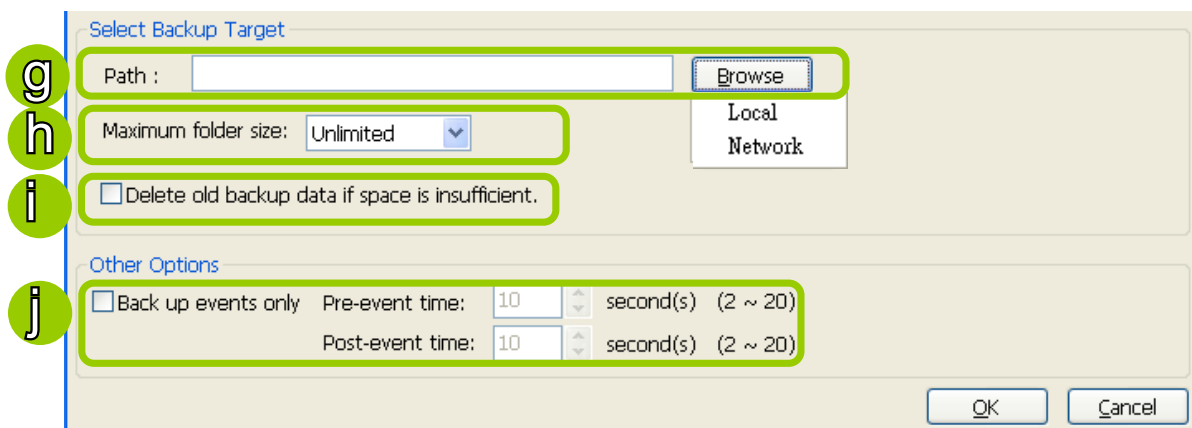 Select Backup Target
g Path : Browse
Local
Network
h Maximum folder size: Unlimited
i Delete old backup data if space is insufficient.
Other Options
j Back up events only Pre-event time: 10 second(s) (2 ~ 20)
Post-event time: 10 second(s) (2 ~ 20)
OK Cancel